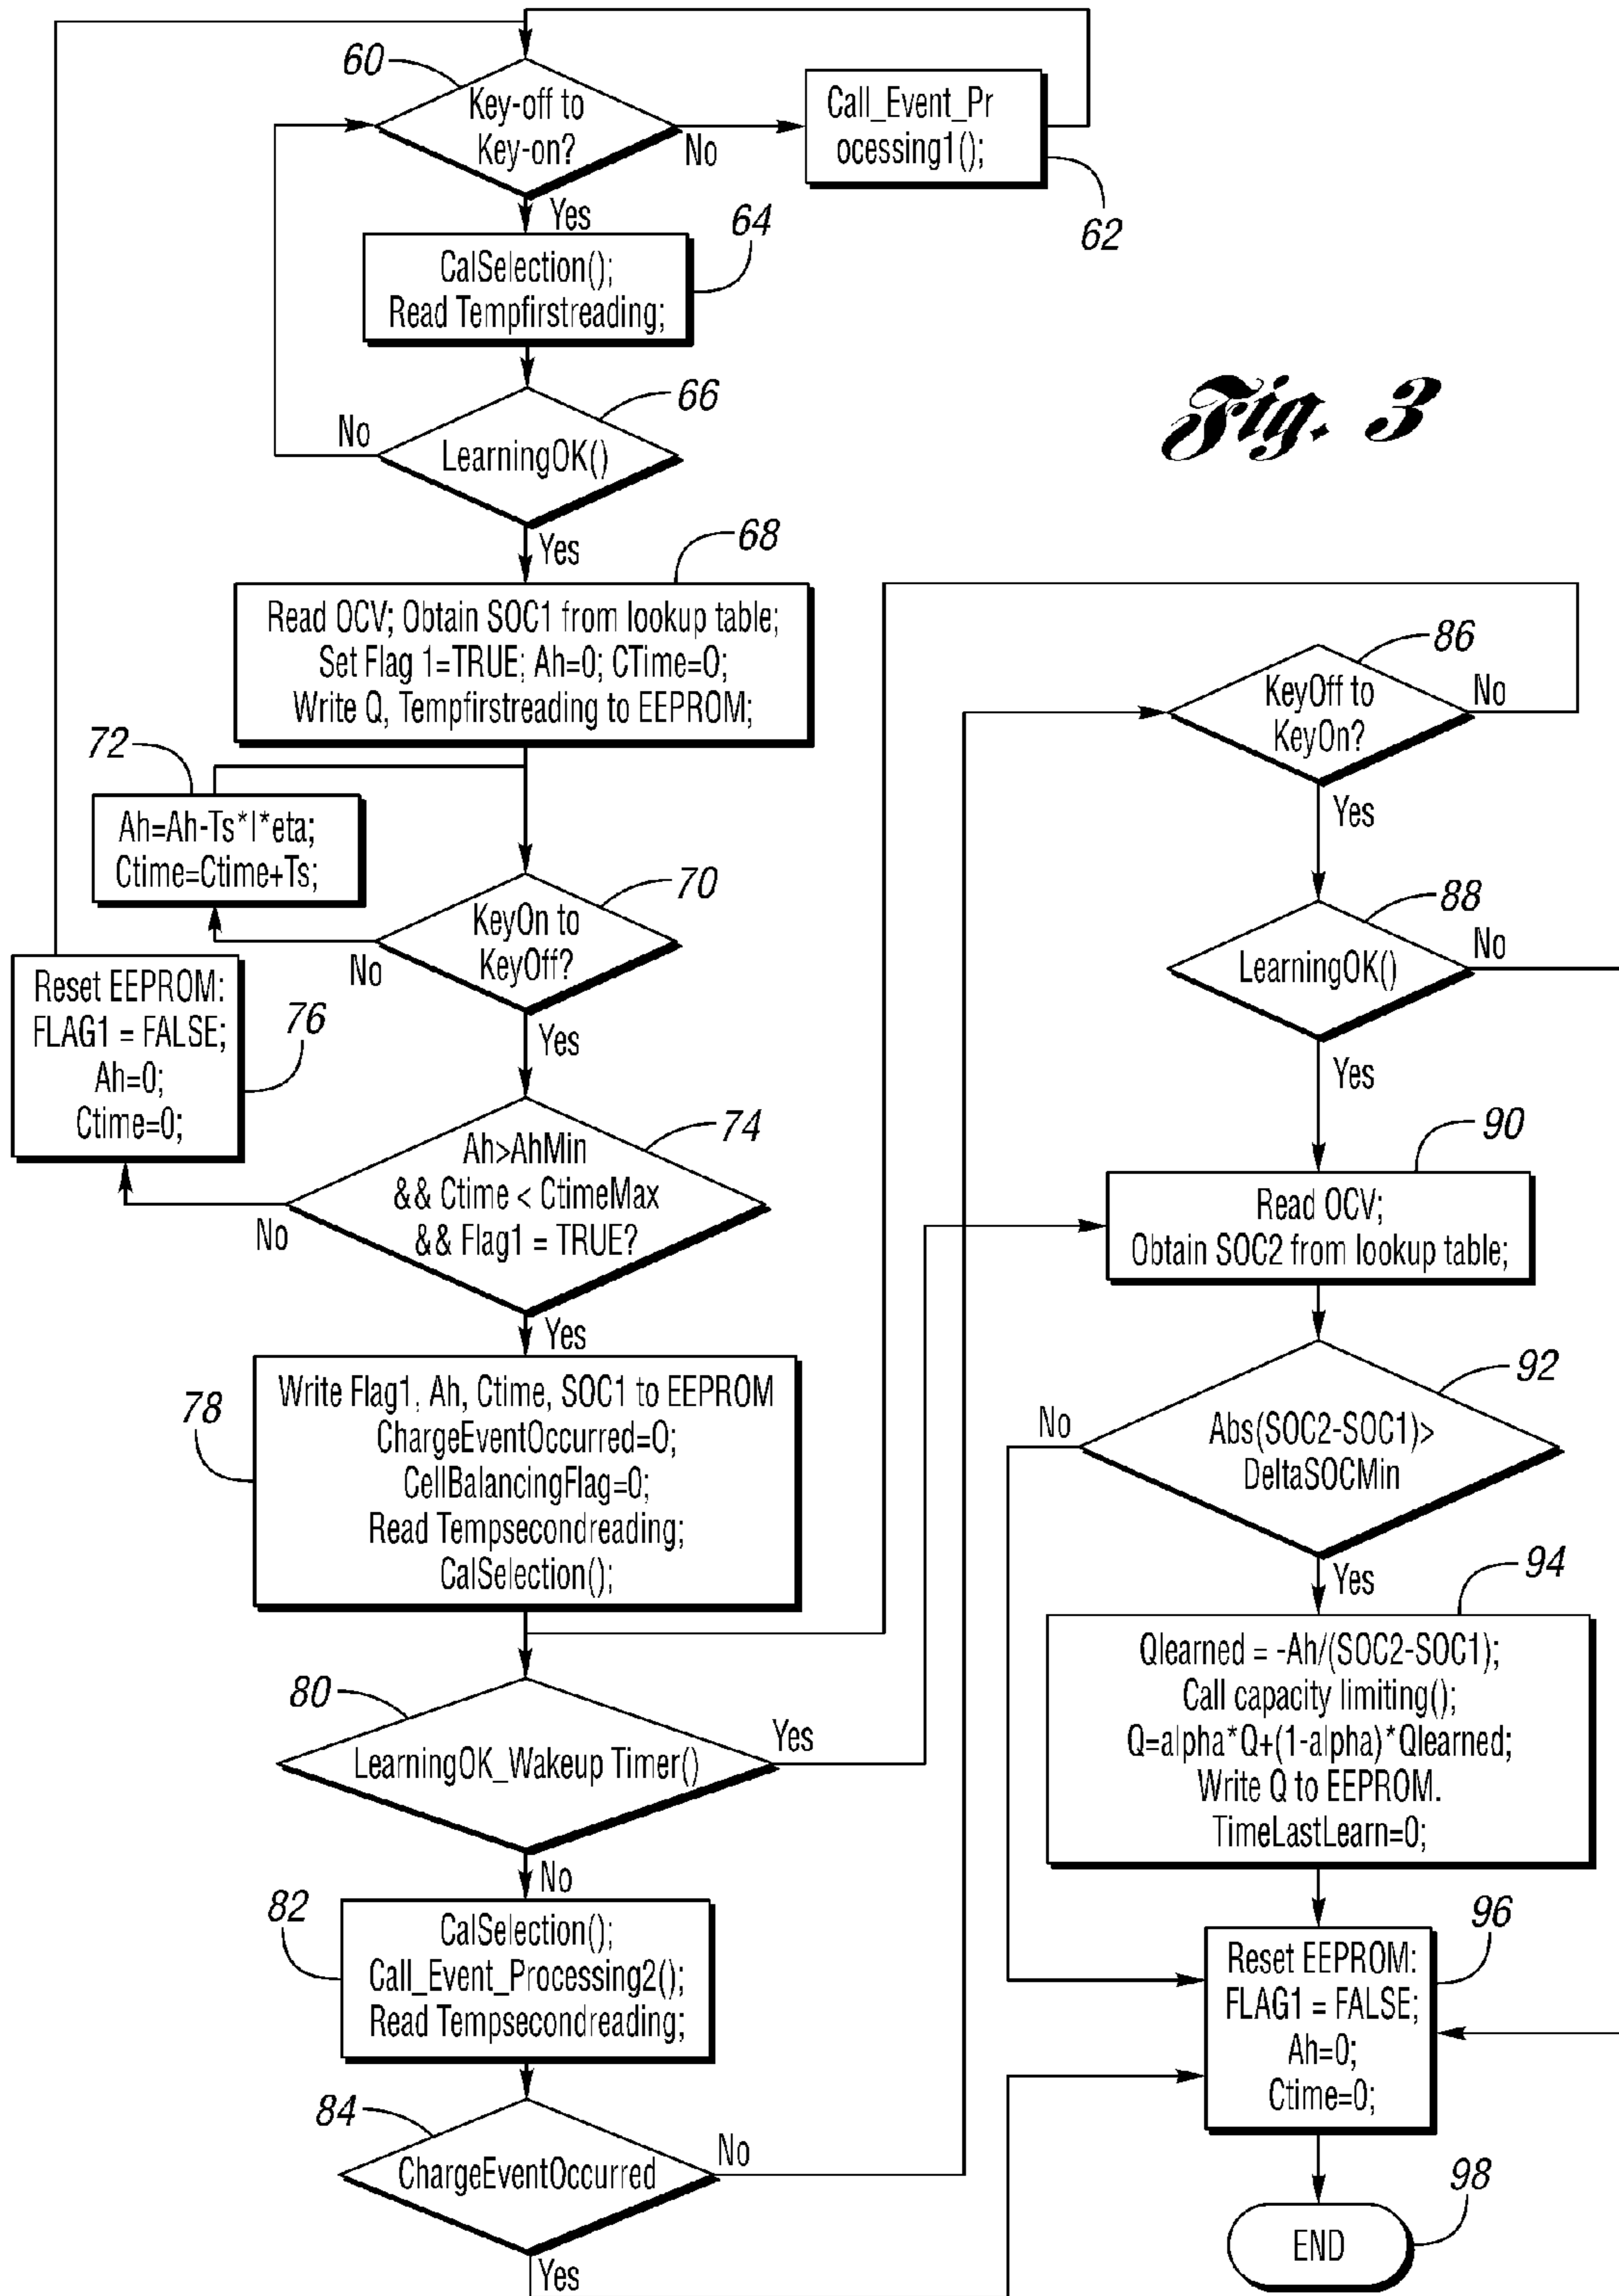 60
Key-off to
Key-on?
No
Call_Event_Pr
ocessing1();
62
Yes
64
CalSelection();
Read Tempfirstreading;
66
No
LearningOK()
Fig. 3
Yes
68
Read OCV; Obtain SOC1 from lookup table;
Set Flag 1=TRUE; Ah=0; CTime=0;
Write Q, Tempfirstreading to EEPROM;
72
Ah=Ah-Ts*I*eta;
Ctime=Ctime+Ts;
70
KeyOn to
KeyOff?
No
Yes
Reset EEPROM:
FLAG1 = FALSE;
Ah=0;
Ctime=0;
76
74
Ah>AhMin
&& Ctime < CtimeMax
&& Flag1 = TRUE?
No
Yes
78
Write Flag1, Ah, Ctime, SOC1 to EEPROM
ChargeEventOccurred=0;
CellBalancingFlag=0;
Read Tempsecondreading;
CalSelection();
80
LearningOK_Wakeup Timer()
Yes
No
82
CalSelection();
Call_Event_Processing2();
Read Tempsecondreading;
84
ChargeEventOccurred
No
Yes
86
KeyOff to
KeyOn?
No
Yes
88
LearningOK()
No
Yes
90
Read OCV;
Obtain SOC2 from lookup table;
92
No
Abs(SOC2-SOC1)>
DeltaSOCMin
Yes
94
Qlearned = -Ah/(SOC2-SOC1);
Call capacity limiting();
Q=alpha*Q+(1-alpha)*Qlearned;
Write Q to EEPROM.
TimeLastLearn=0;
96
Reset EEPROM:
FLAG1 = FALSE;
Ah=0;
Ctime=0;
98
END